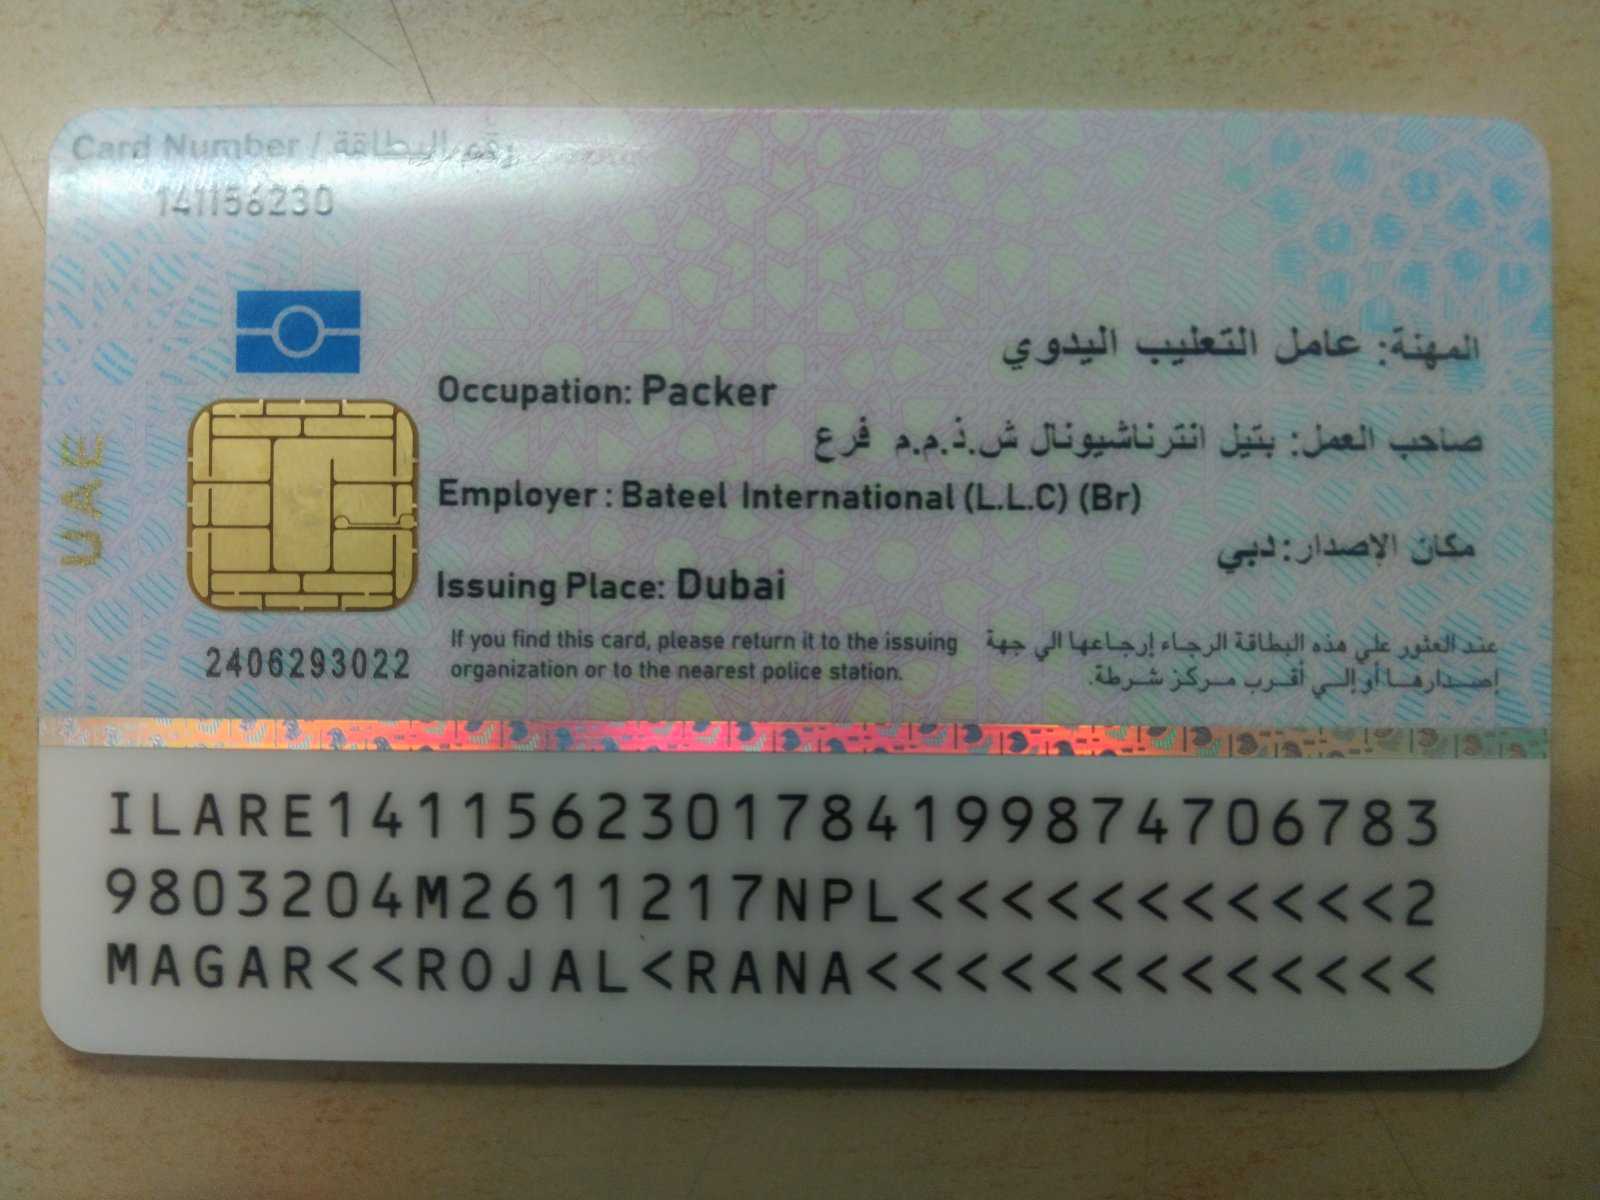 Card Number / رقم البطاقة
141156230
المهنة: عامل التعليب اليدوي
Occupation: Packer
صاحب العمل: بتيل انترناشيونال ش.ذ.م.م فرع
Employer : Bateel International (L.L.C) (Br)
مكان الإصدار: دبي
Issuing Place: Dubai
UAE
If you find this card, please return it to the issuing
organization or to the nearest police station.
عند العثور علي هذه البطاقة الرجاء إرجاعها الي جهة
إصدارها أو إلي أقرب مركز شرطة.
2406293022
ILARE1411562301784199874706783
9803204M2611217NPL<<<<<<<<<<<2
MAGAR<<ROJAL<RANA<<<<<<<<<<<<<